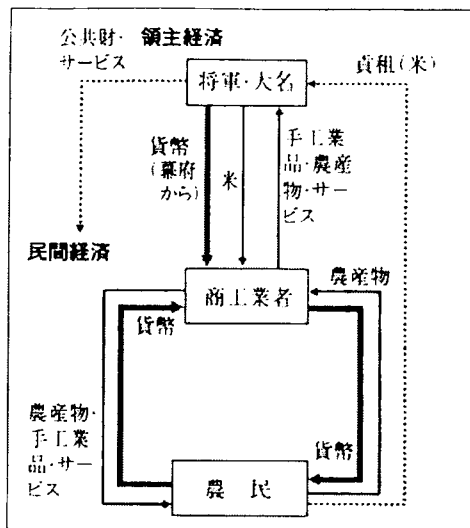 公共財・ 領主経済
サービス
将軍・大名
貢租(米)
貨幣
(幕府
から)
米
手工業
品・農産
物・サー
ビス
民間経済
商工業者
農産物
貨幣
農産物・
手工業
品・サー
ビス
貨幣
農 民